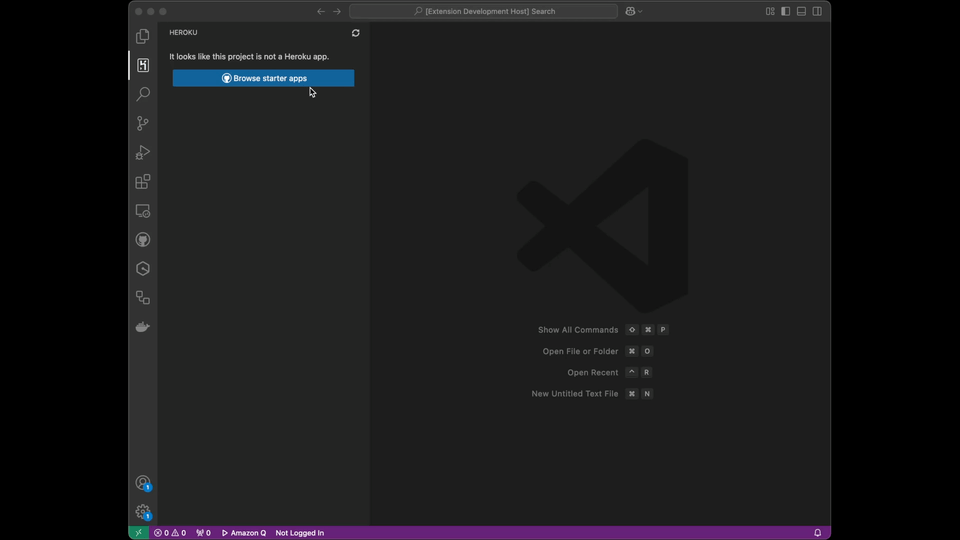 [Extension Development Host] Search
HEROKU
It looks like this project is not a Heroku app.
Browse starter apps
Show All Commands ⇧ ⌘ P
Open File or Folder ⌘ O
Open Recent ⌃ R
New Untitled Text File ⌘ N
1
1
0 0 0 Amazon Q Not Logged In